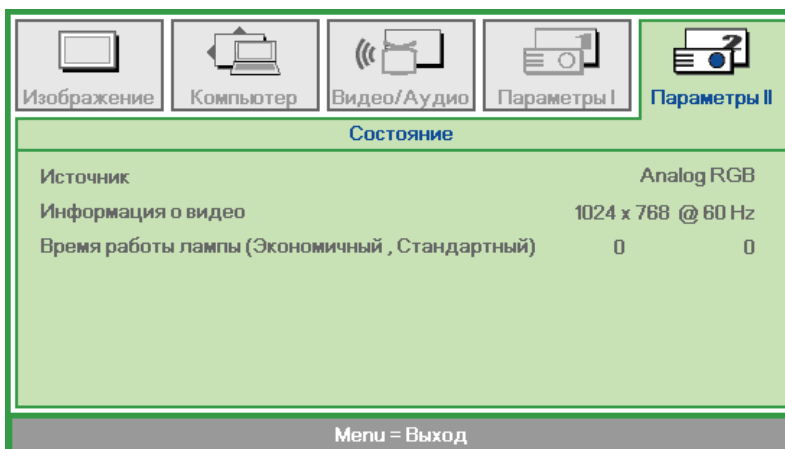 Изображение
Компьютер
Видео/Аудио
Параметры I
Параметры II
Состояние
Источник Analog RGB
Информация о видео 1024 x 768 @ 60 Hz
Время работы лампы (Экономичный , Стандартный) 0 0
Menu = Выход